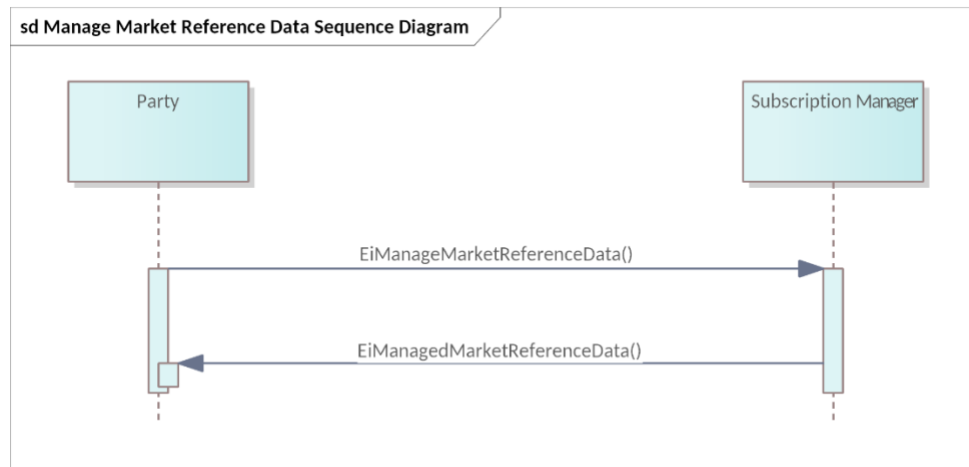 sd Manage Market Reference Data Sequence Diagram
Party
Subscription Manager
EiManageMarketReferenceData()
EiManagedMarketReferenceData()